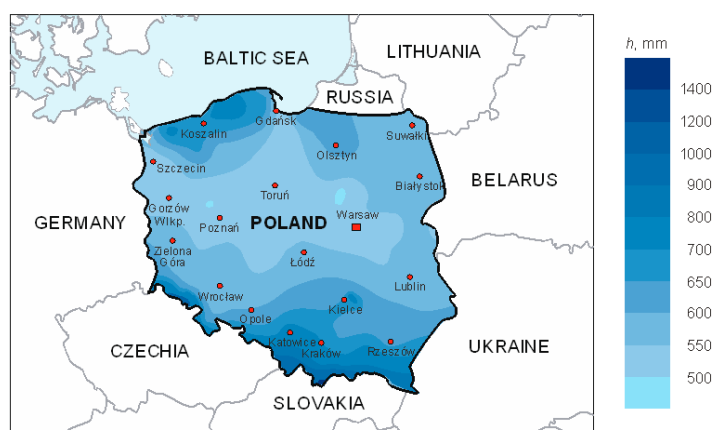 BALTIC SEA
LITHUANIA
RUSSIA
Koszalin
Gdańsk
Suwałki
Olsztyn
Szczecin
Białystok
BELARUS
Toruń
Gorzów
Wlkp.
GERMANY
Poznań
POLAND
Warsaw
Zielona
Góra
Łódź
Lublin
Wrocław
Kielce
Opole
Katowice
Kraków
Rzeszów
CZECHIA
UKRAINE
SLOVAKIA
h, mm
1400
1200
1000
900
800
700
650
600
550
500